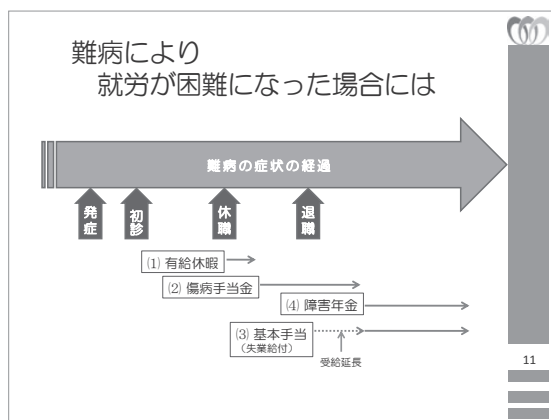 難病により
就労が困難になった場合には
難病の症状の経過
発症
初診
休職
退職
(1) 有給休暇
(2) 傷病手当金
(4) 障害年金
(3) 基本手当
（失業給付）
受給延長
11